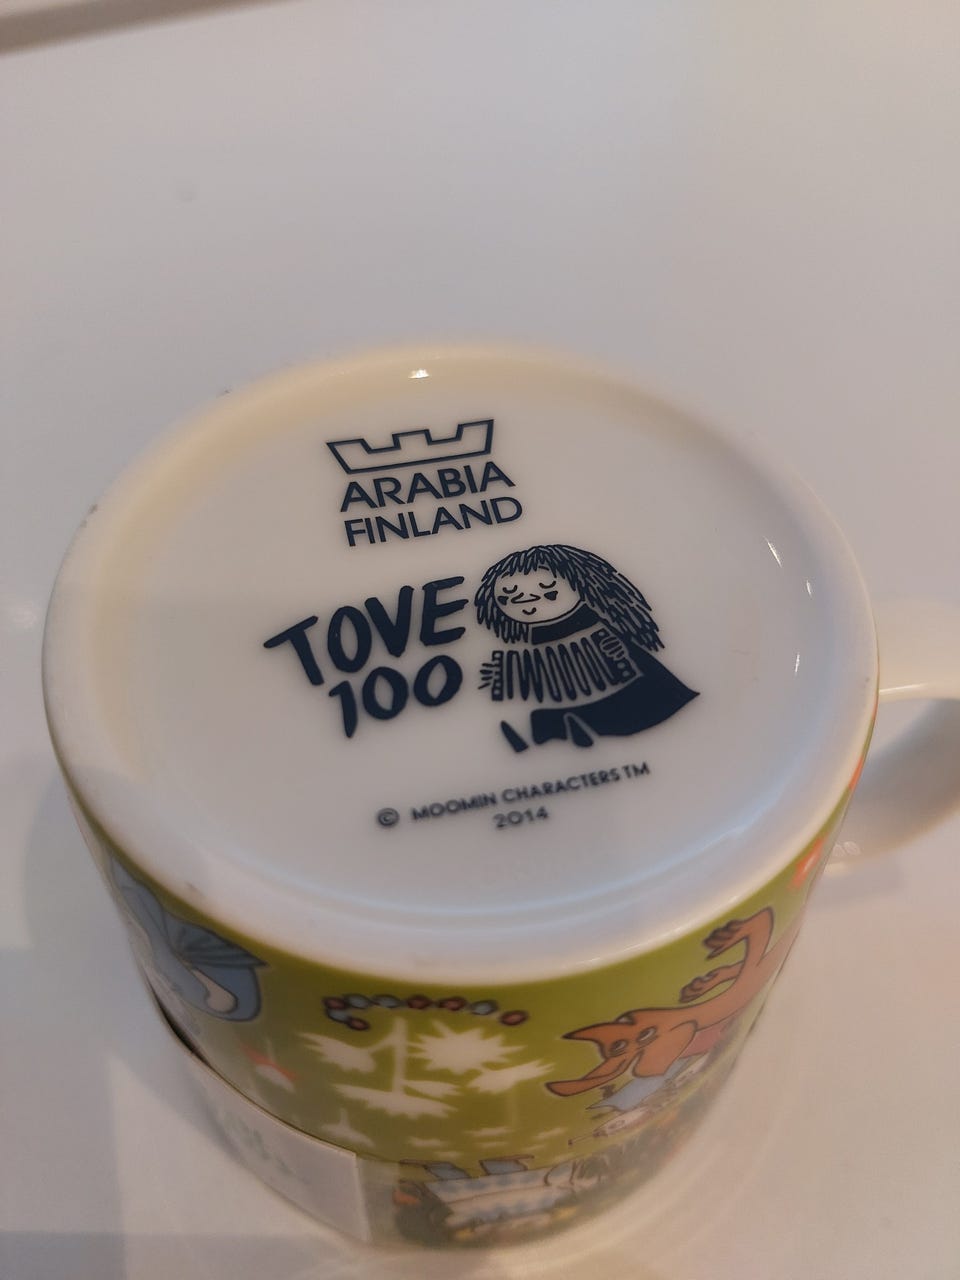 ARABIA
FINLAND
TOVE
100
© MOOMIN CHARACTERS TM
2014